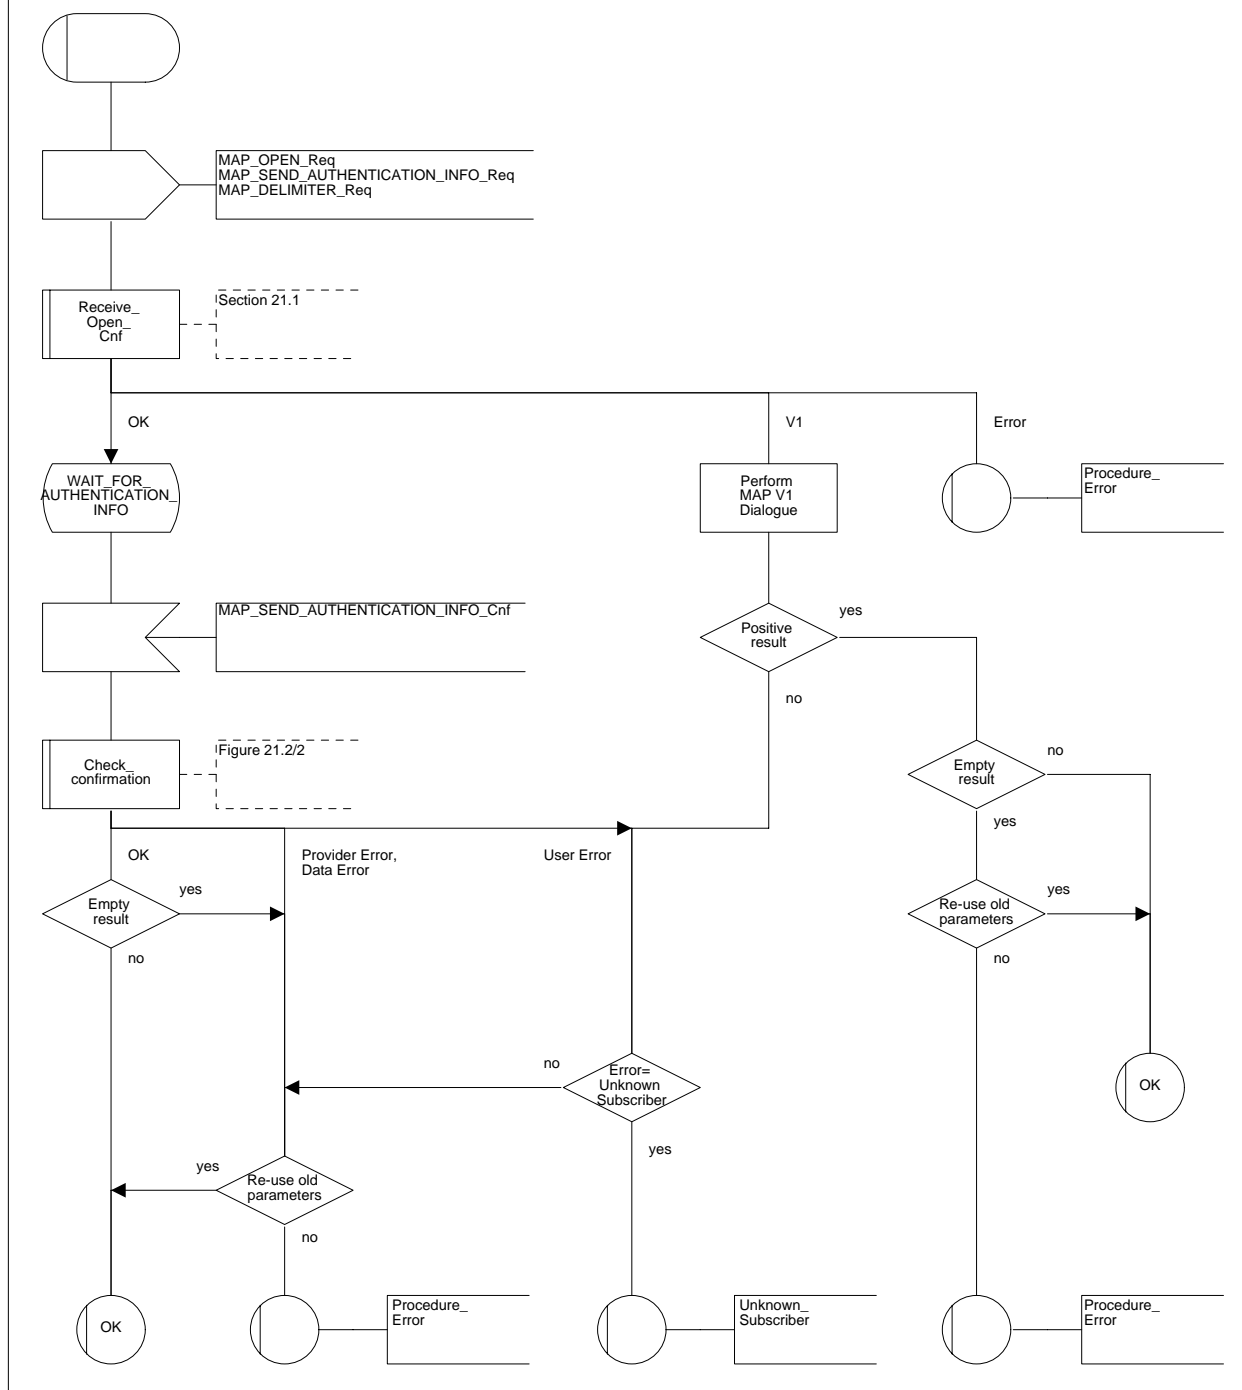 MAP_OPEN_Req
MAP_SEND_AUTHENTICATION_INFO_Req
MAP_DELIMITER_Req
Receive_
Open_
Cnf
Section 21.1
OK
V1
Error
WAIT_FOR_
AUTHENTICATION_
INFO
Perform
MAP V1
Dialogue
Procedure_
Error
MAP_SEND_AUTHENTICATION_INFO_Cnf
Positive
result
yes
no
Check_
confirmation
Figure 21.2/2
Empty
result
no
yes
OK
Provider Error,
Data Error
User Error
Empty
result
yes
no
Re-use old
parameters
yes
no
Error=
Unknown
Subscriber
no
yes
OK
Re-use old
parameters
yes
no
OK
Procedure_
Error
Unknown_
Subscriber
Procedure_
Error